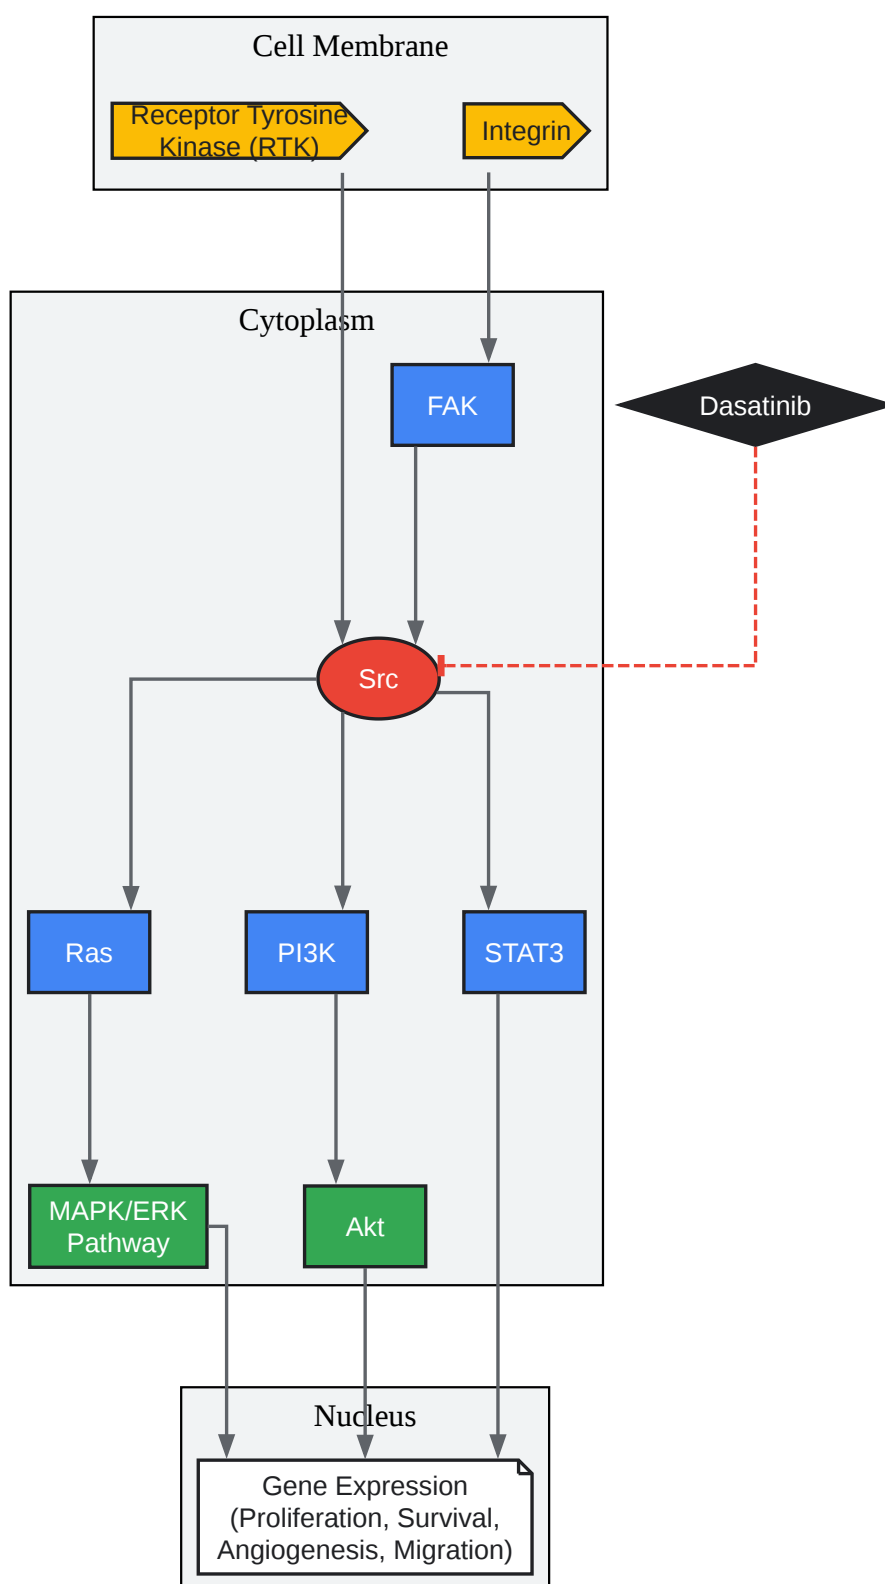 Cell Membrane
Receptor Tyrosine
Kinase (RTK)
Integrin
Cytoplasm
FAK
Dasatinib
Src
Ras
PI3K
STAT3
MAPK/ERK
Pathway
Akt
Nucleus
Gene Expression
(Proliferation, Survival,
Angiogenesis, Migration)